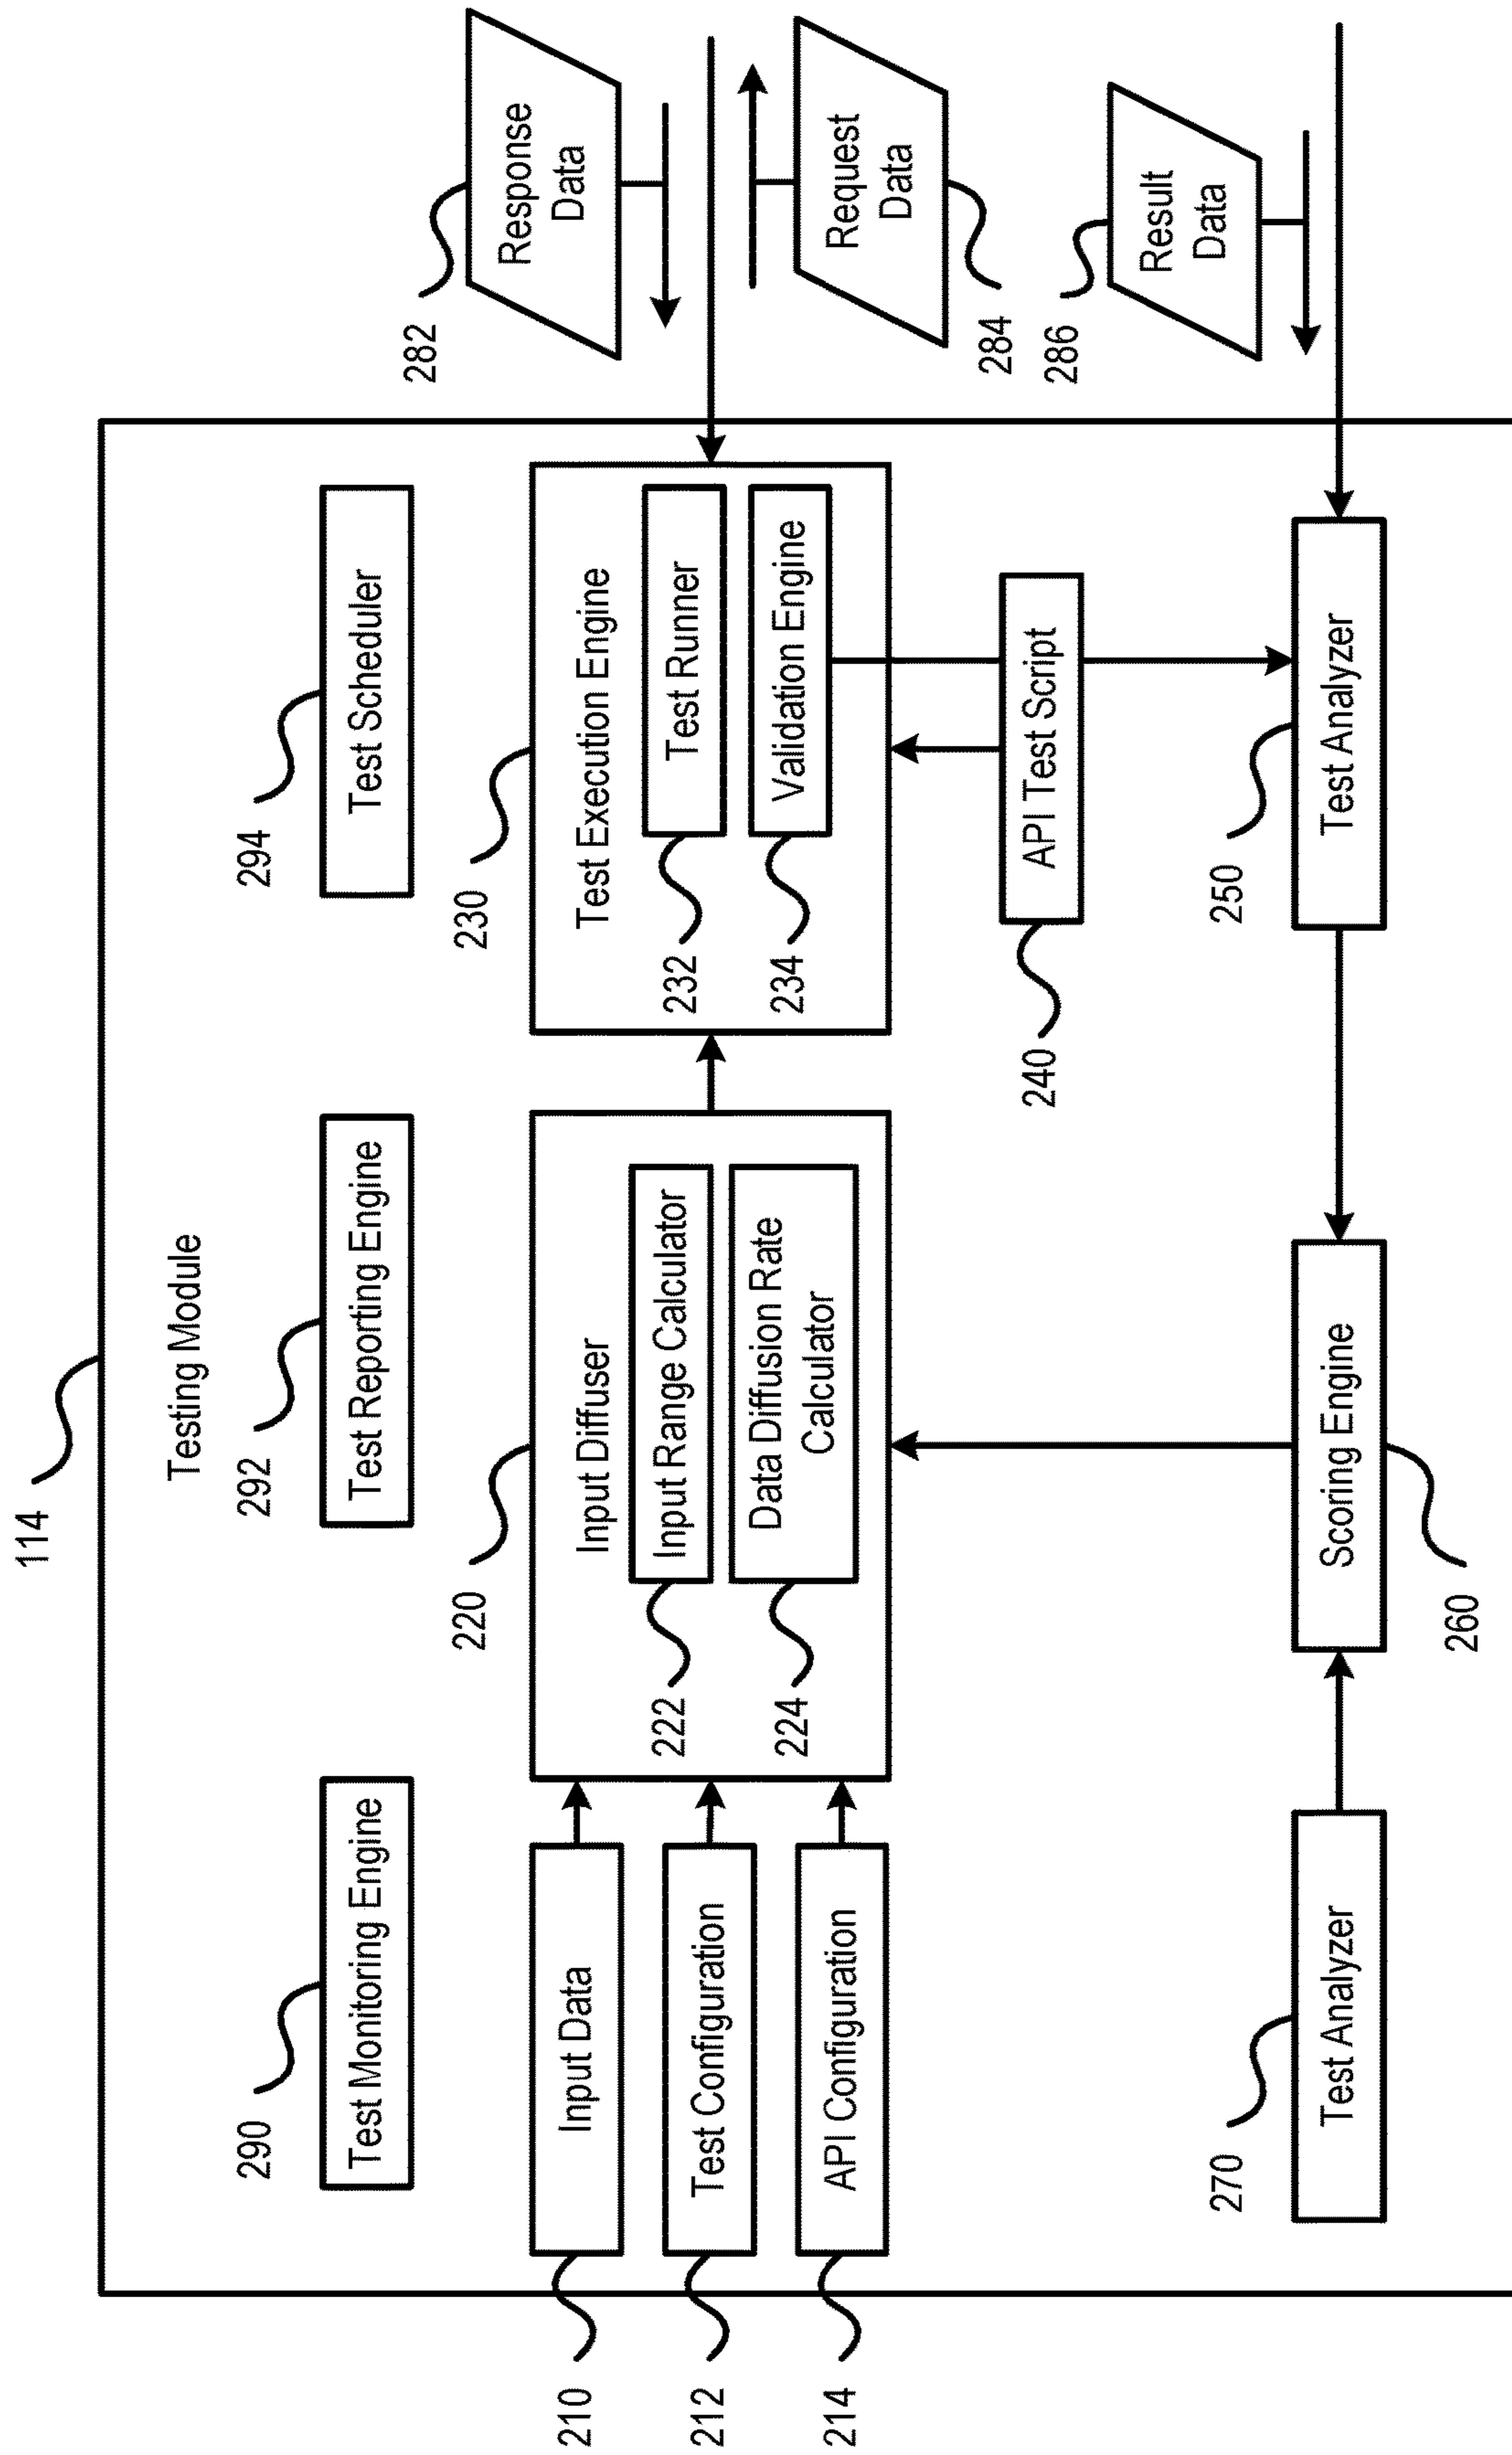 114
Testing Module
290
Test Monitoring Engine
292
Test Reporting Engine
294
Test Scheduler
210
Input Data
212
Test Configuration
214
API Configuration
220
Input Diffuser
222
Input Range Calculator
224
Data Diffusion Rate
Calculator
230
Test Execution Engine
232
Test Runner
234
Validation Engine
240
API Test Script
270
Test Analyzer
260
Scoring Engine
250
Test Analyzer
282
Response
Data
284
Request
Data
286
Result
Data